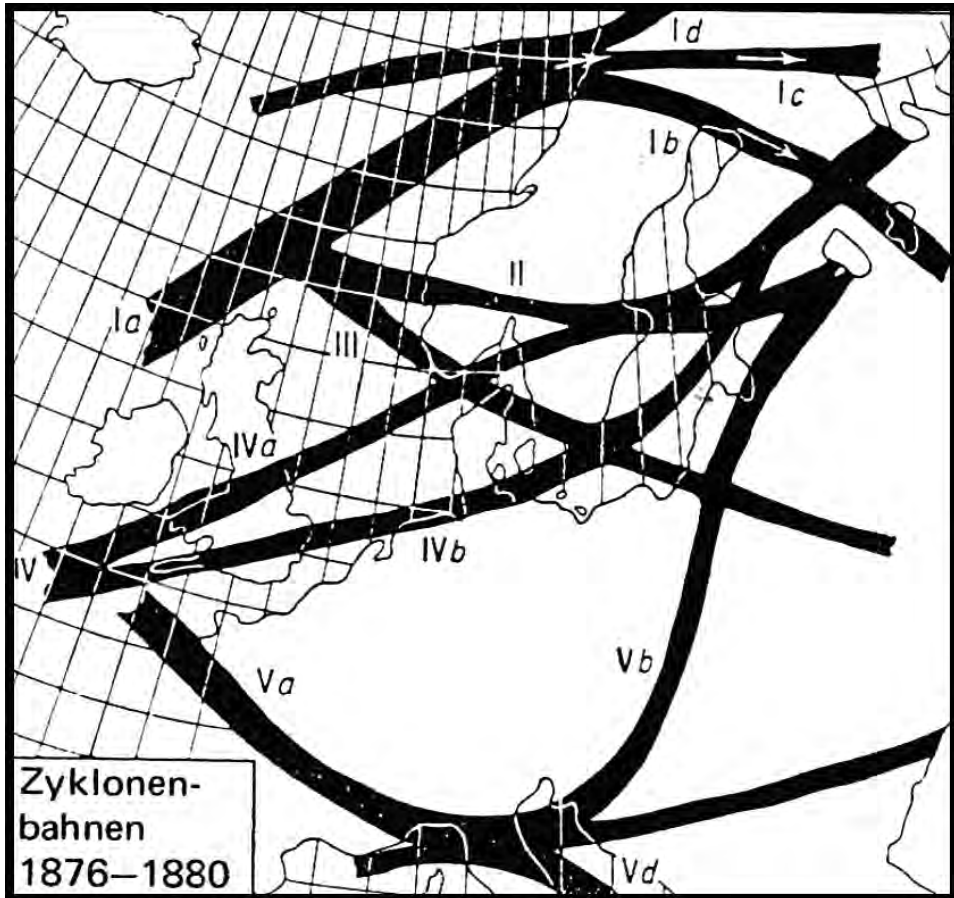 Id
Ic
Ib
II
Ia
III
IVa
IV
IVb
Va
Vb
Zyklonen-
bahnen
1876–1880
Vd